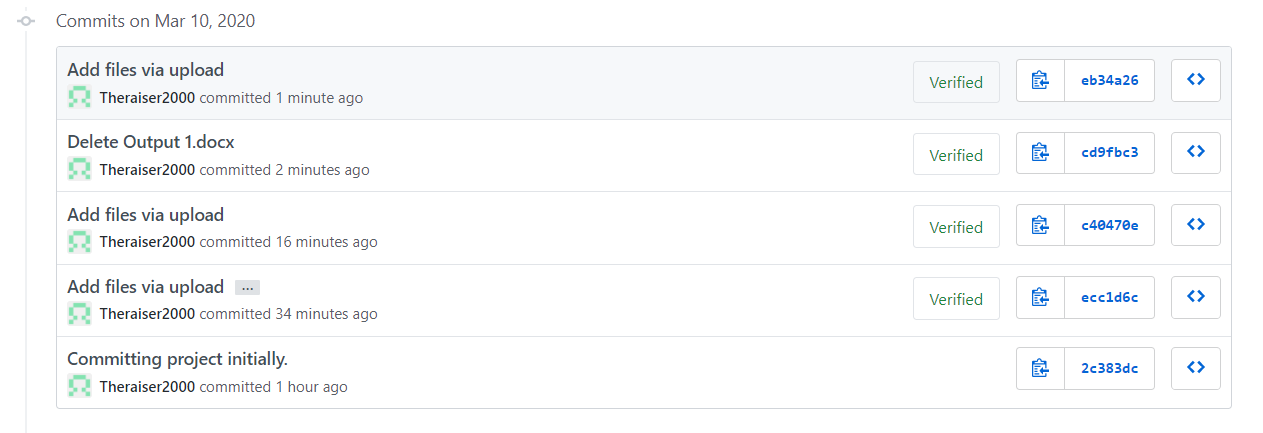 Commits on Mar 10, 2020
Add files via upload
Theraiser2000 committed 1 minute ago
Verified
eb34a26
Delete Output 1.docx
Theraiser2000 committed 2 minutes ago
Verified
cd9fbc3
Add files via upload
Theraiser2000 committed 16 minutes ago
Verified
c40470e
Add files via upload ...
Theraiser2000 committed 34 minutes ago
Verified
ecc1d6c
Committing project initially.
Theraiser2000 committed 1 hour ago
2c383dc